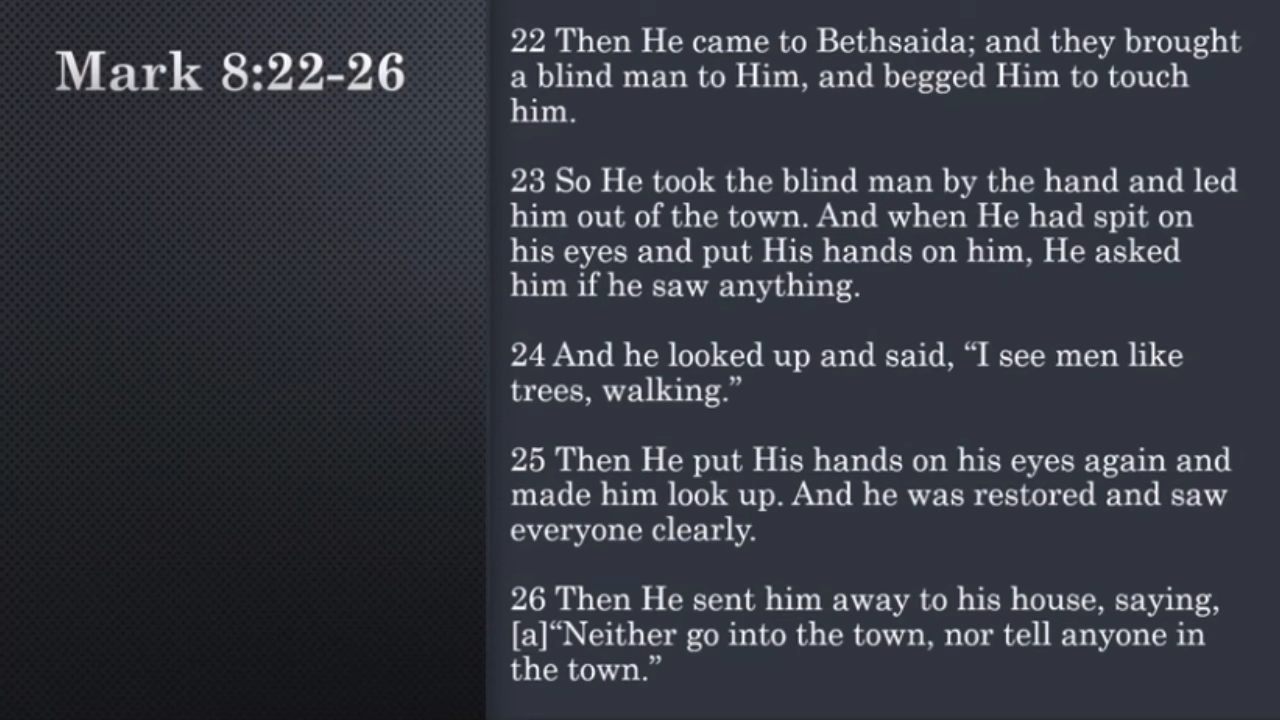 Mark 8:22-26
22 Then He came to Bethsaida; and they brought
a blind man to Him, and begged Him to touch
him.
23 So He took the blind man by the hand and led
him out of the town. And when He had spit on
his eyes and put His hands on him, He asked
him if he saw anything.
24 And he looked up and said, “I see men like
trees, walking.”
25 Then He put His hands on his eyes again and
made him look up. And he was restored and saw
everyone clearly.
26 Then He sent him away to his house, saying,
[a]“Neither go into the town, nor tell anyone in
the town.”